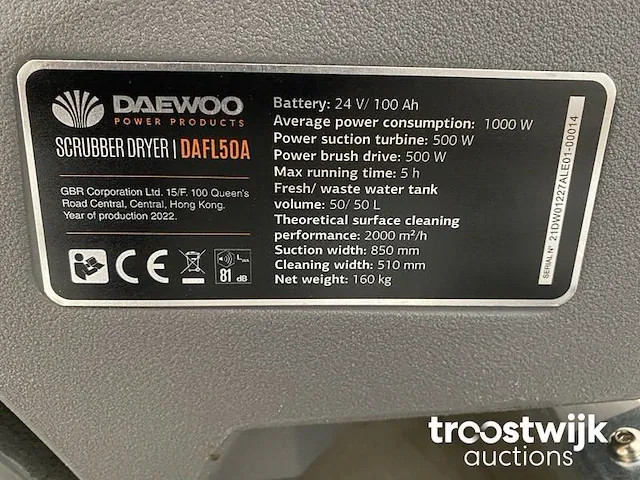 DAEWOO
POWER PRODUCTS
SCRUBBER DRYER | DAFL50A
GBR Corporation Ltd. 15/F. 100 Queen's
Road Central, Central, Hong Kong.
Year of production 2022.
CE
LWA
81
dB
Battery: 24 V/ 100 Ah
Average power consumption: 1000 W
Power suction turbine: 500 W
Power brush drive: 500 W
Max running time: 5 h
Fresh/ waste water tank
volume: 50/ 50 L
Theoretical surface cleaning
performance: 2000 m²/h
Suction width: 850 mm
Cleaning width: 510 mm
Net weight: 160 kg
SERIAL N° 21DW01227ALE01-00014
troostwijk
auctions